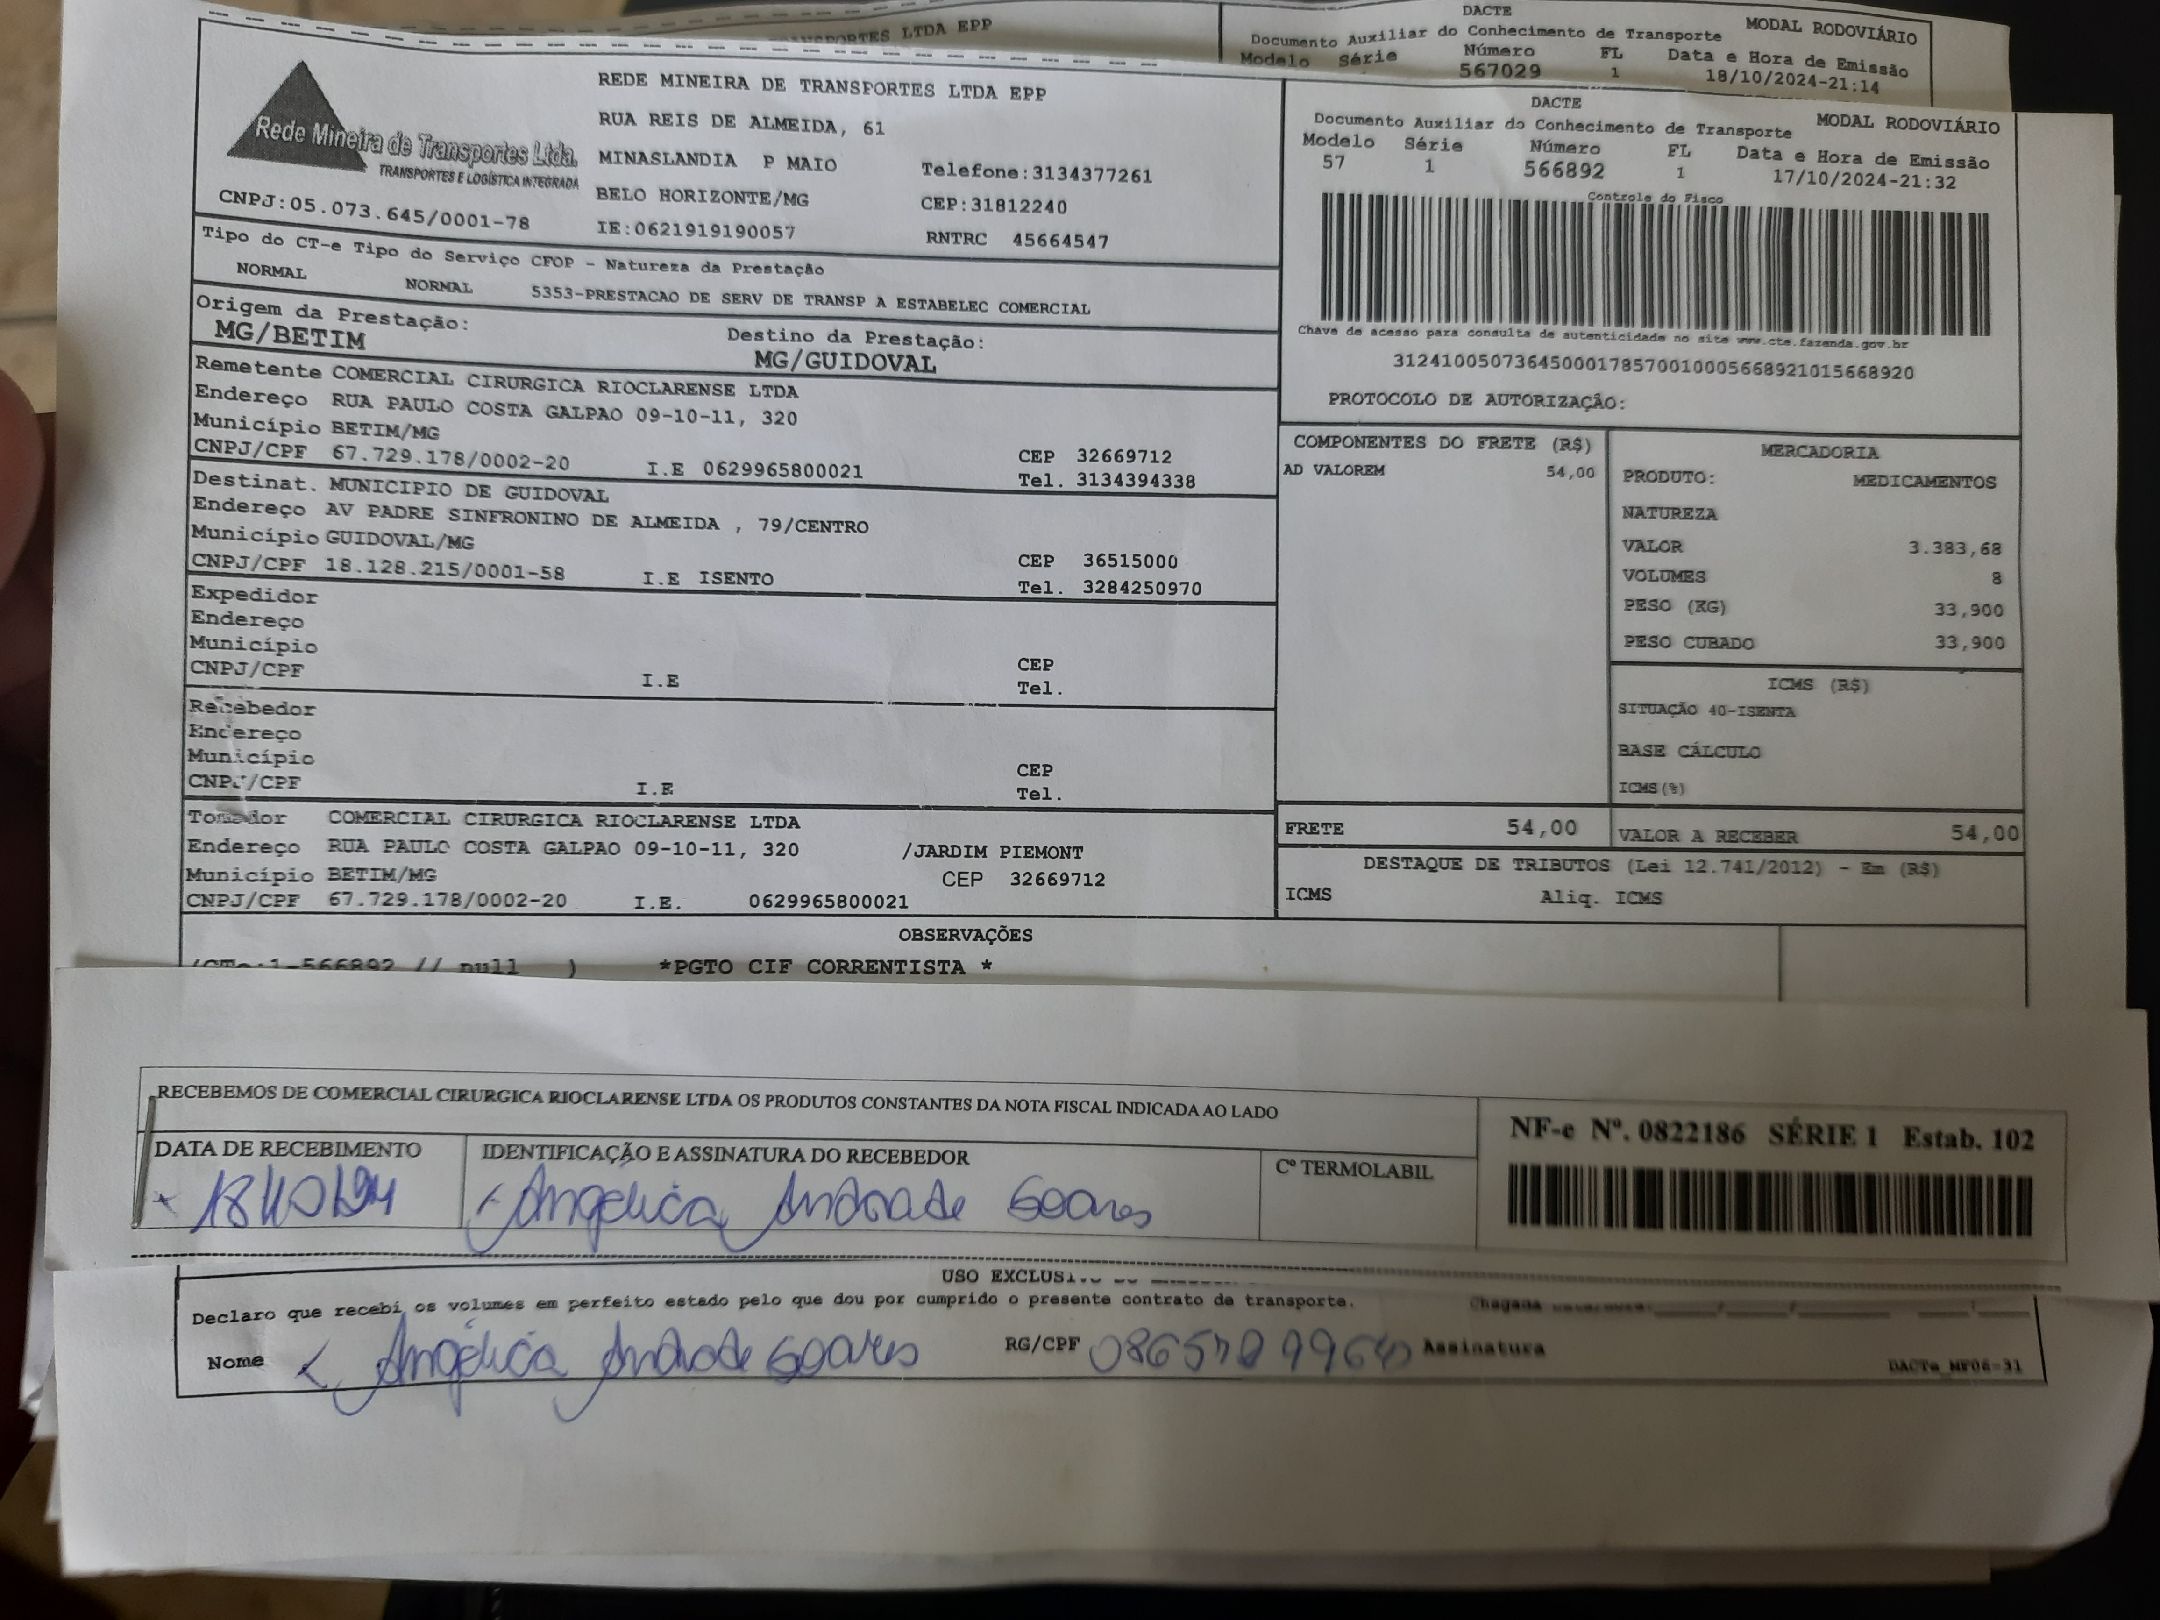 TRANSPORTES LTDA EPP
DACTE
MODAL RODOVIÁRIO
Documento Auxiliar do Conhecimento de Transporte
Modelo Série Número FL Data e Hora de Emissão
567029 1 18/10/2024-21:14
Rede Mineira de Transportes Ltda.
TRANSPORTES E LOGÍSTICA INTEGRADA
CNPJ:05.073.645/0001-78
REDE MINEIRA DE TRANSPORTES LTDA EPP
RUA REIS DE ALMEIDA, 61
MINASLANDIA P MAIO Telefone:3134377261
BELO HORIZONTE/MG CEP:31812240
IE:0621919190057 RNTRC 45664547
DACTE
MODAL RODOVIÁRIO
Documento Auxiliar do Conhecimento de Transporte
Modelo Série Número FL Data e Hora de Emissão
57 1 566892 1 17/10/2024-21:32
Controle do Fisco
Chave de acesso para consulta de autenticidade no site www.cte.fazenda.gov.br
31241005073645000178570010005668921015668920
PROTOCOLO DE AUTORIZAÇÃO:
Tipo do CT-e Tipo do Serviço CFOP - Natureza da Prestação
NORMAL NORMAL 5353-PRESTACAO DE SERV DE TRANSP A ESTABELEC COMERCIAL
Origem da Prestação: Destino da Prestação:
MG/BETIM MG/GUIDOVAL
Remetente COMERCIAL CIRURGICA RIOCLARENSE LTDA
Endereço RUA PAULO COSTA GALPAO 09-10-11, 320
Município BETIM/MG CEP 32669712
CNPJ/CPF 67.729.178/0002-20 I.E 0629965800021 Tel. 3134394338
Destinat. MUNICIPIO DE GUIDOVAL
Endereço AV PADRE SINFRONINO DE ALMEIDA , 79/CENTRO
Município GUIDOVAL/MG CEP 36515000
CNPJ/CPF 18.128.215/0001-58 I.E ISENTO Tel. 3284250970
Expedidor
Endereço
Município CEP
CNPJ/CPF I.E Tel.
Recebedor
Endereço
Município CEP
CNPJ/CPF I.E Tel.
Tomador COMERCIAL CIRURGICA RIOCLARENSE LTDA
Endereço RUA PAULO COSTA GALPAO 09-10-11, 320 /JARDIM PIEMONT
Município BETIM/MG CEP 32669712
CNPJ/CPF 67.729.178/0002-20 I.E. 0629965800021
COMPONENTES DO FRETE (R$)
AD VALOREM 54,00
MERCADORIA
PRODUTO: MEDICAMENTOS
NATUREZA
VALOR 3.383,68
VOLUMES 8
PESO (KG) 33,900
PESO CUBADO 33,900
ICMS (R$)
SITUAÇÃO 40-ISENTA
BASE CÁLCULO
ICMS(%)
FRETE 54,00 VALOR A RECEBER 54,00
DESTAQUE DE TRIBUTOS (Lei 12.741/2012) - Em (R$)
ICMS Aliq. ICMS
OBSERVAÇÕES
(CTe:1-566892 // null ) *PGTO CIF CORRENTISTA *
RECEBEMOS DE COMERCIAL CIRURGICA RIOCLARENSE LTDA OS PRODUTOS CONSTANTES DA NOTA FISCAL INDICADA AO LADO
NF-e Nº. 0822186 SÉRIE 1 Estab. 102
DATA DE RECEBIMENTO IDENTIFICAÇÃO E ASSINATURA DO RECEBEDOR Cº TERMOLABIL
18/10/24 Angélica Andrade Soares
USO EXCLUSIVO
Declaro que recebi os volumes em perfeito estado pelo que dou por cumprido o presente contrato de transporte. Chegada
Nome Angélica Andrade Soares RG/CPF Assinatura
DACTe_MF06-31